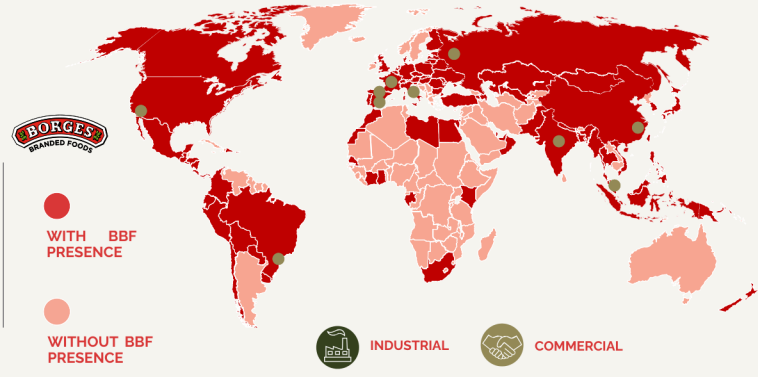 BORGES
BRANDED FOODS
WITH BBF
PRESENCE
WITHOUT BBF
PRESENCE
INDUSTRIAL
COMMERCIAL